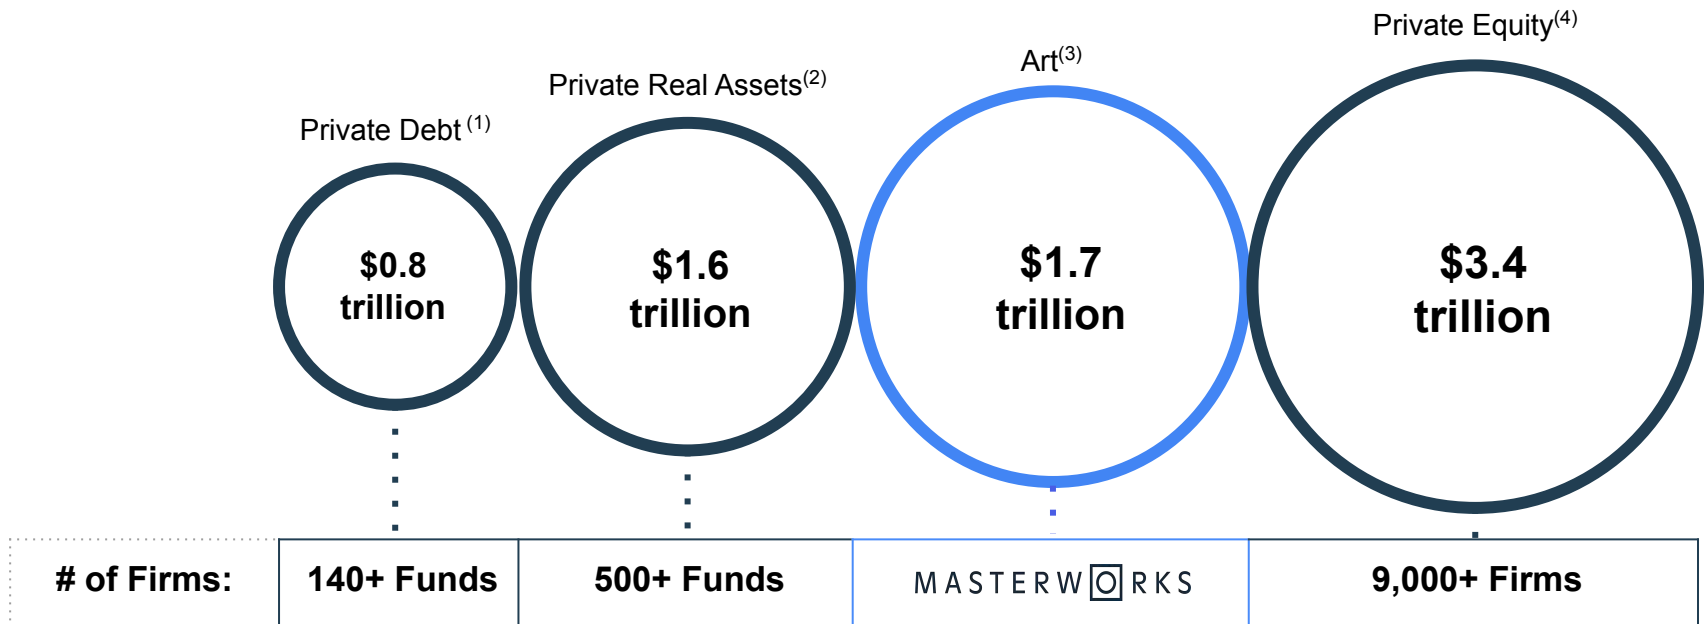 Private Equity(4)
Art(3)
Private Real Assets(2)
Private Debt (1)
$0.8
trillion
$1.6
trillion
$1.7
trillion
$3.4
trillion
# of Firms:
140+ Funds
500+ Funds
MASTERWORKS
9,000+ Firms